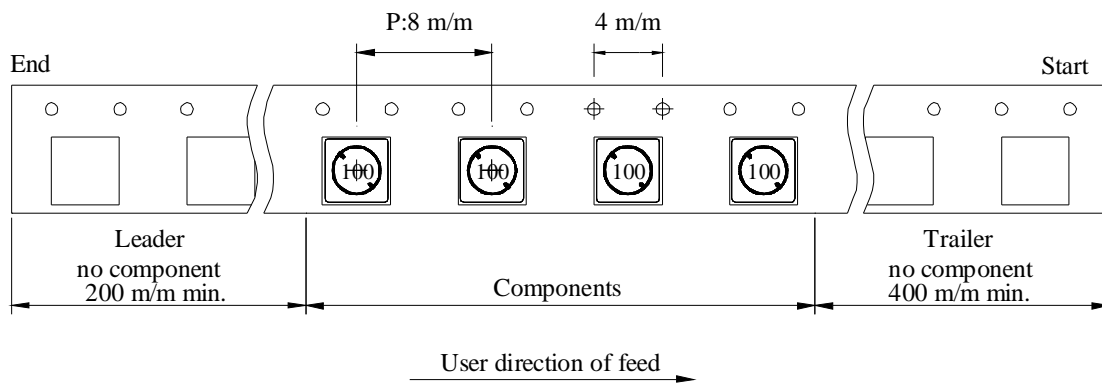 P:8 m/m
4 m/m
End
Start
100
100
100
100
Leader
no component
200 m/m min.
Components
Trailer
no component
400 m/m min.
User direction of feed